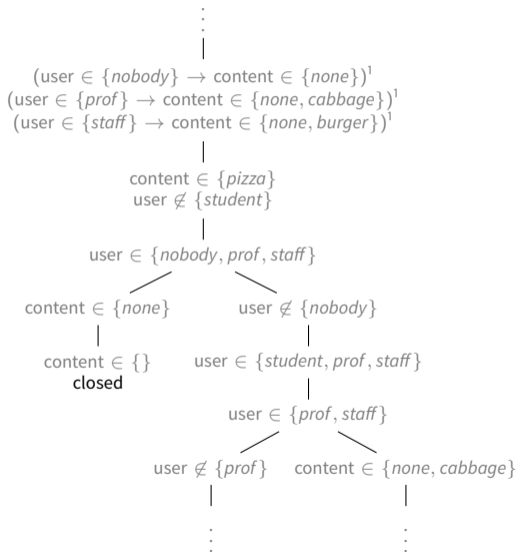 ⋮
(user ∈ {nobody} → content ∈ {none})¹
(user ∈ {prof} → content ∈ {none, cabbage})¹
(user ∈ {staff} → content ∈ {none, burger})¹
content ∈ {pizza}
user ∉ {student}
user ∈ {nobody, prof, staff}
content ∈ {none} user ∉ {nobody}
content ∈ {} user ∈ {student, prof, staff}
closed
user ∈ {prof, staff}
user ∉ {prof} content ∈ {none, cabbage}
⋮ ⋮